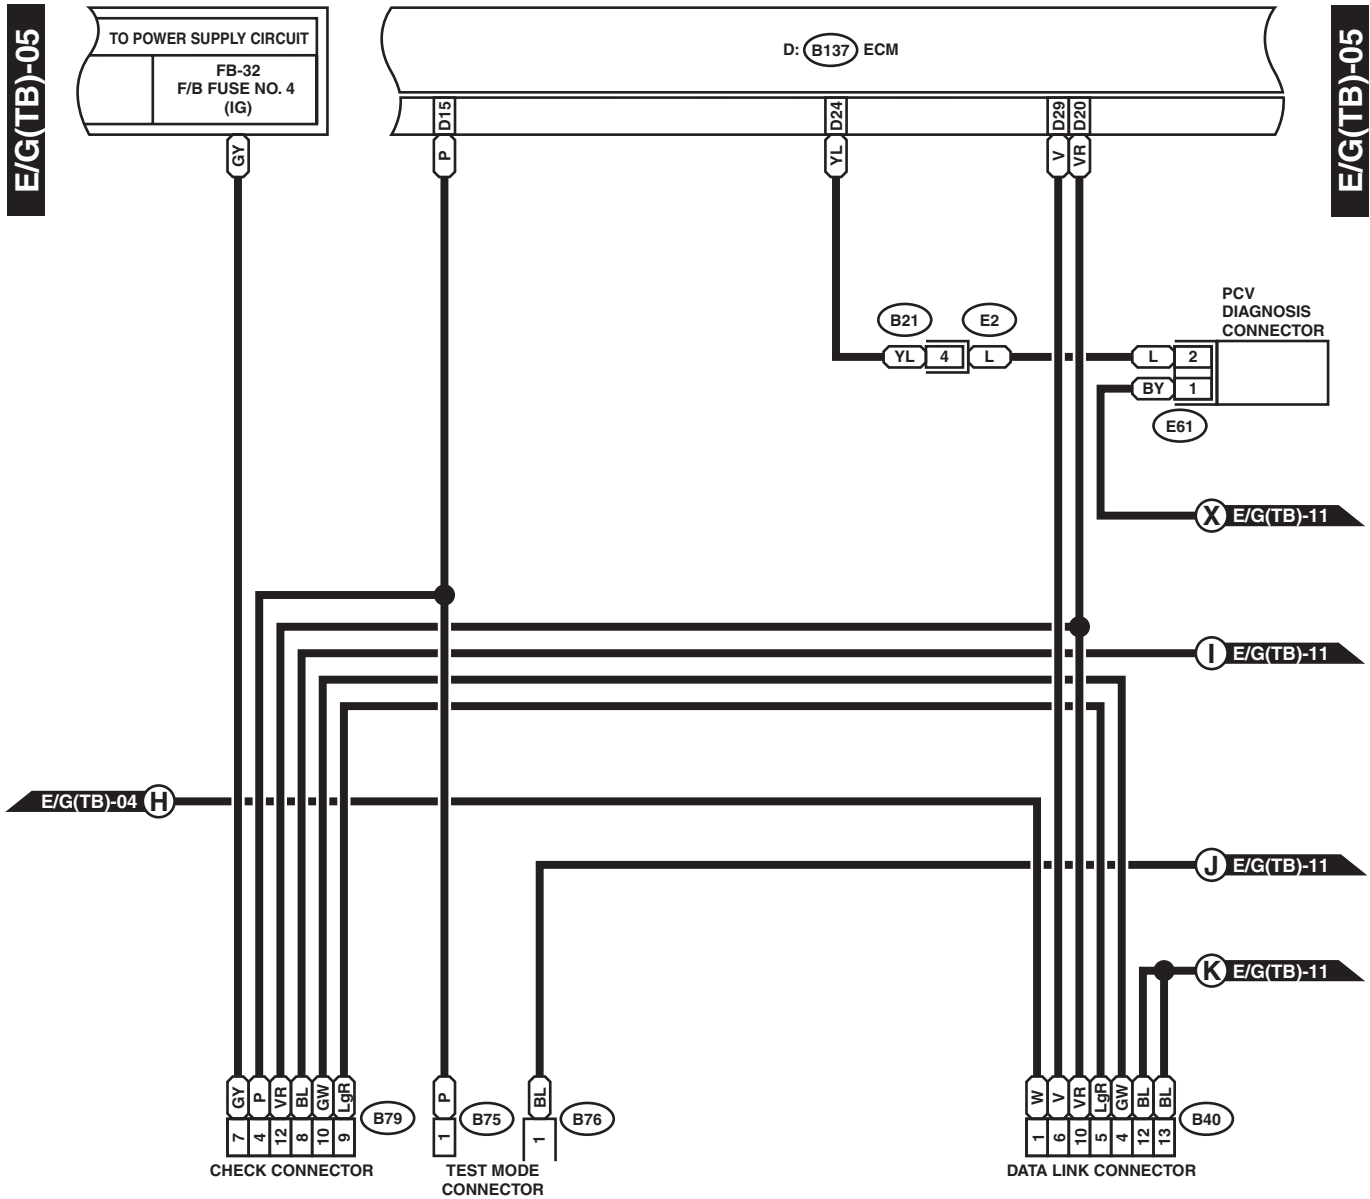 E/G(TB)-05
E/G(TB)-05
TO POWER SUPPLY CIRCUIT
FB-32
F/B FUSE NO. 4
(IG)
D: B137 ECM
D15
D24
D29
D20
GY
P
YL
V
VR
PCV
DIAGNOSIS
CONNECTOR
B21
E2
YL 4 L
L 2
BY 1
E61
X E/G(TB)-11
I E/G(TB)-11
E/G(TB)-04 H
J E/G(TB)-11
K E/G(TB)-11
GY P VR BL GW LgR
7 4 12 8 10 9
B79
CHECK CONNECTOR
P
1
B75
BL
1
B76
TEST MODE
CONNECTOR
W V VR LgR GW BL BL
1 6 10 5 4 12 13
B40
DATA LINK CONNECTOR